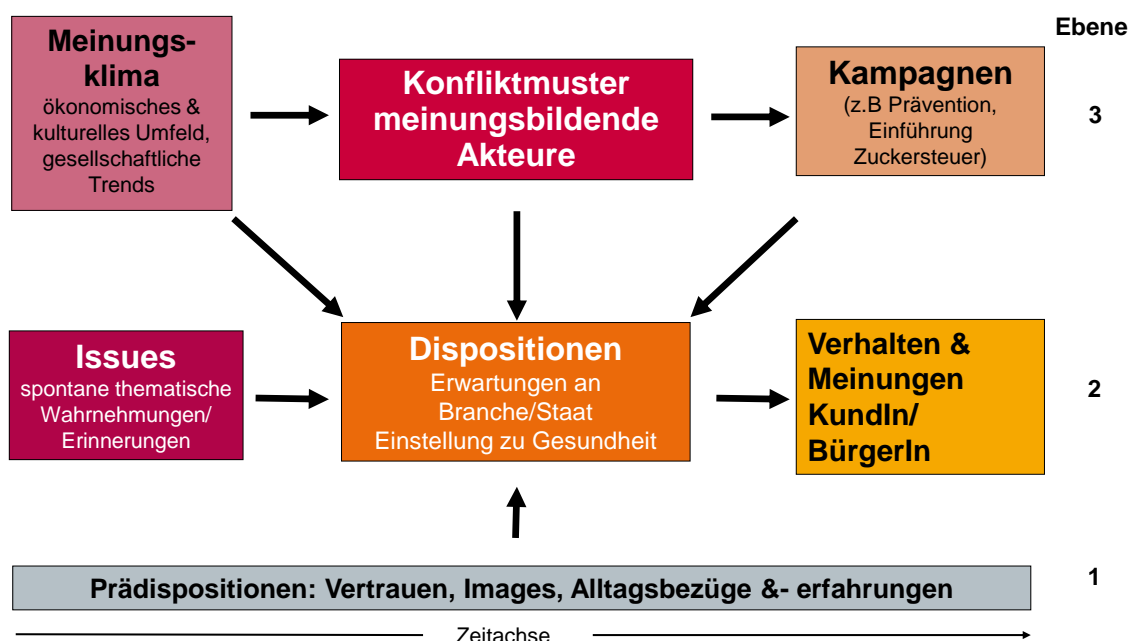 Ebene
Meinungs-
klima
ökonomisches &
kulturelles Umfeld,
gesellschaftliche
Trends
Konfliktmuster
meinungsbildende
Akteure
Kampagnen
(z.B Prävention,
Einführung
Zuckersteuer)
3
Issues
spontane thematische
Wahrnehmungen/
Erinnerungen
Dispositionen
Erwartungen an
Branche/Staat
Einstellung zu Gesundheit
Verhalten &
Meinungen
KundIn/
BürgerIn
2
Prädispositionen: Vertrauen, Images, Alltagsbezüge &- erfahrungen
1
Zeitachse